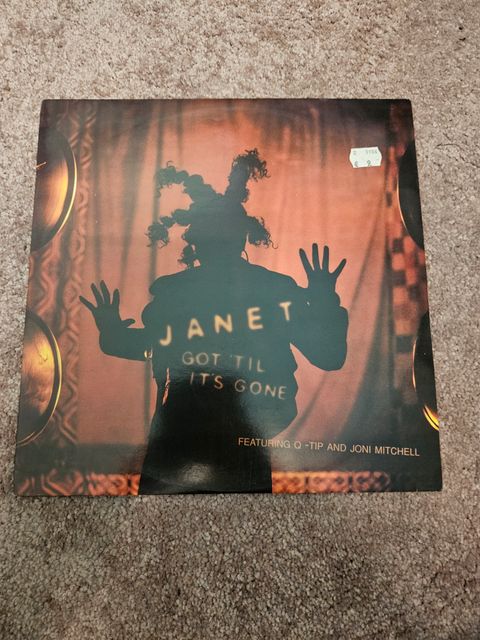 JANET
GOT 'TIL
IT'S GONE
FEATURING Q-TIP AND JONI MITCHELL